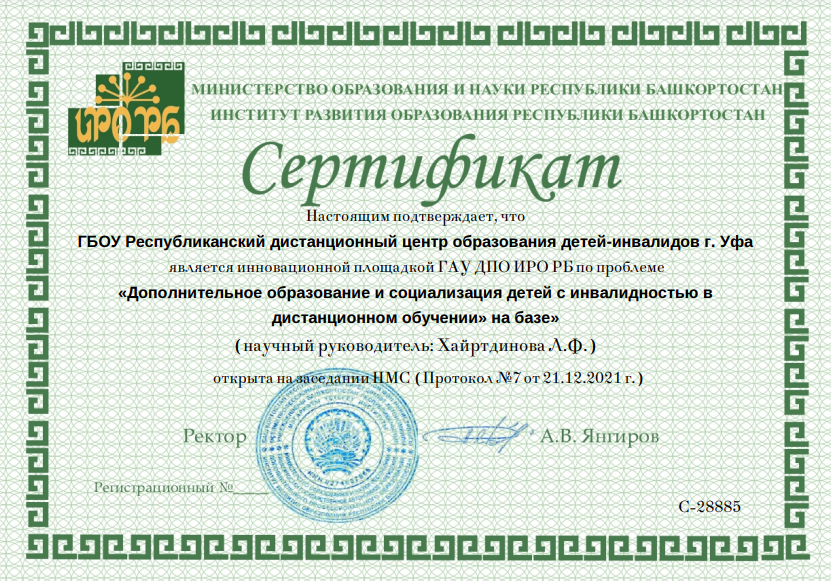 ИРО РБ
МИНИСТЕРСТВО ОБРАЗОВАНИЯ И НАУКИ РЕСПУБЛИКИ БАШКОРТОСТАН
ИНСТИТУТ РАЗВИТИЯ ОБРАЗОВАНИЯ РЕСПУБЛИКИ БАШКОРТОСТАН
Сертификат
Настоящим подтверждает, что
ГБОУ Республиканский дистанционный центр образования детей-инвалидов г. Уфа
является инновационной площадкой ГАУ ДПО ИРО РБ по проблеме
«Дополнительное образование и социализация детей с инвалидностью в
дистанционном обучении» на базе»
( научный руководитель: Хайртдинова Л.Ф. )
открыта на заседании НМС ( Протокол №7 от 21.12.2021 г. )
Ректор А.В. Янгиров
Регистрационный №_____
С-28885